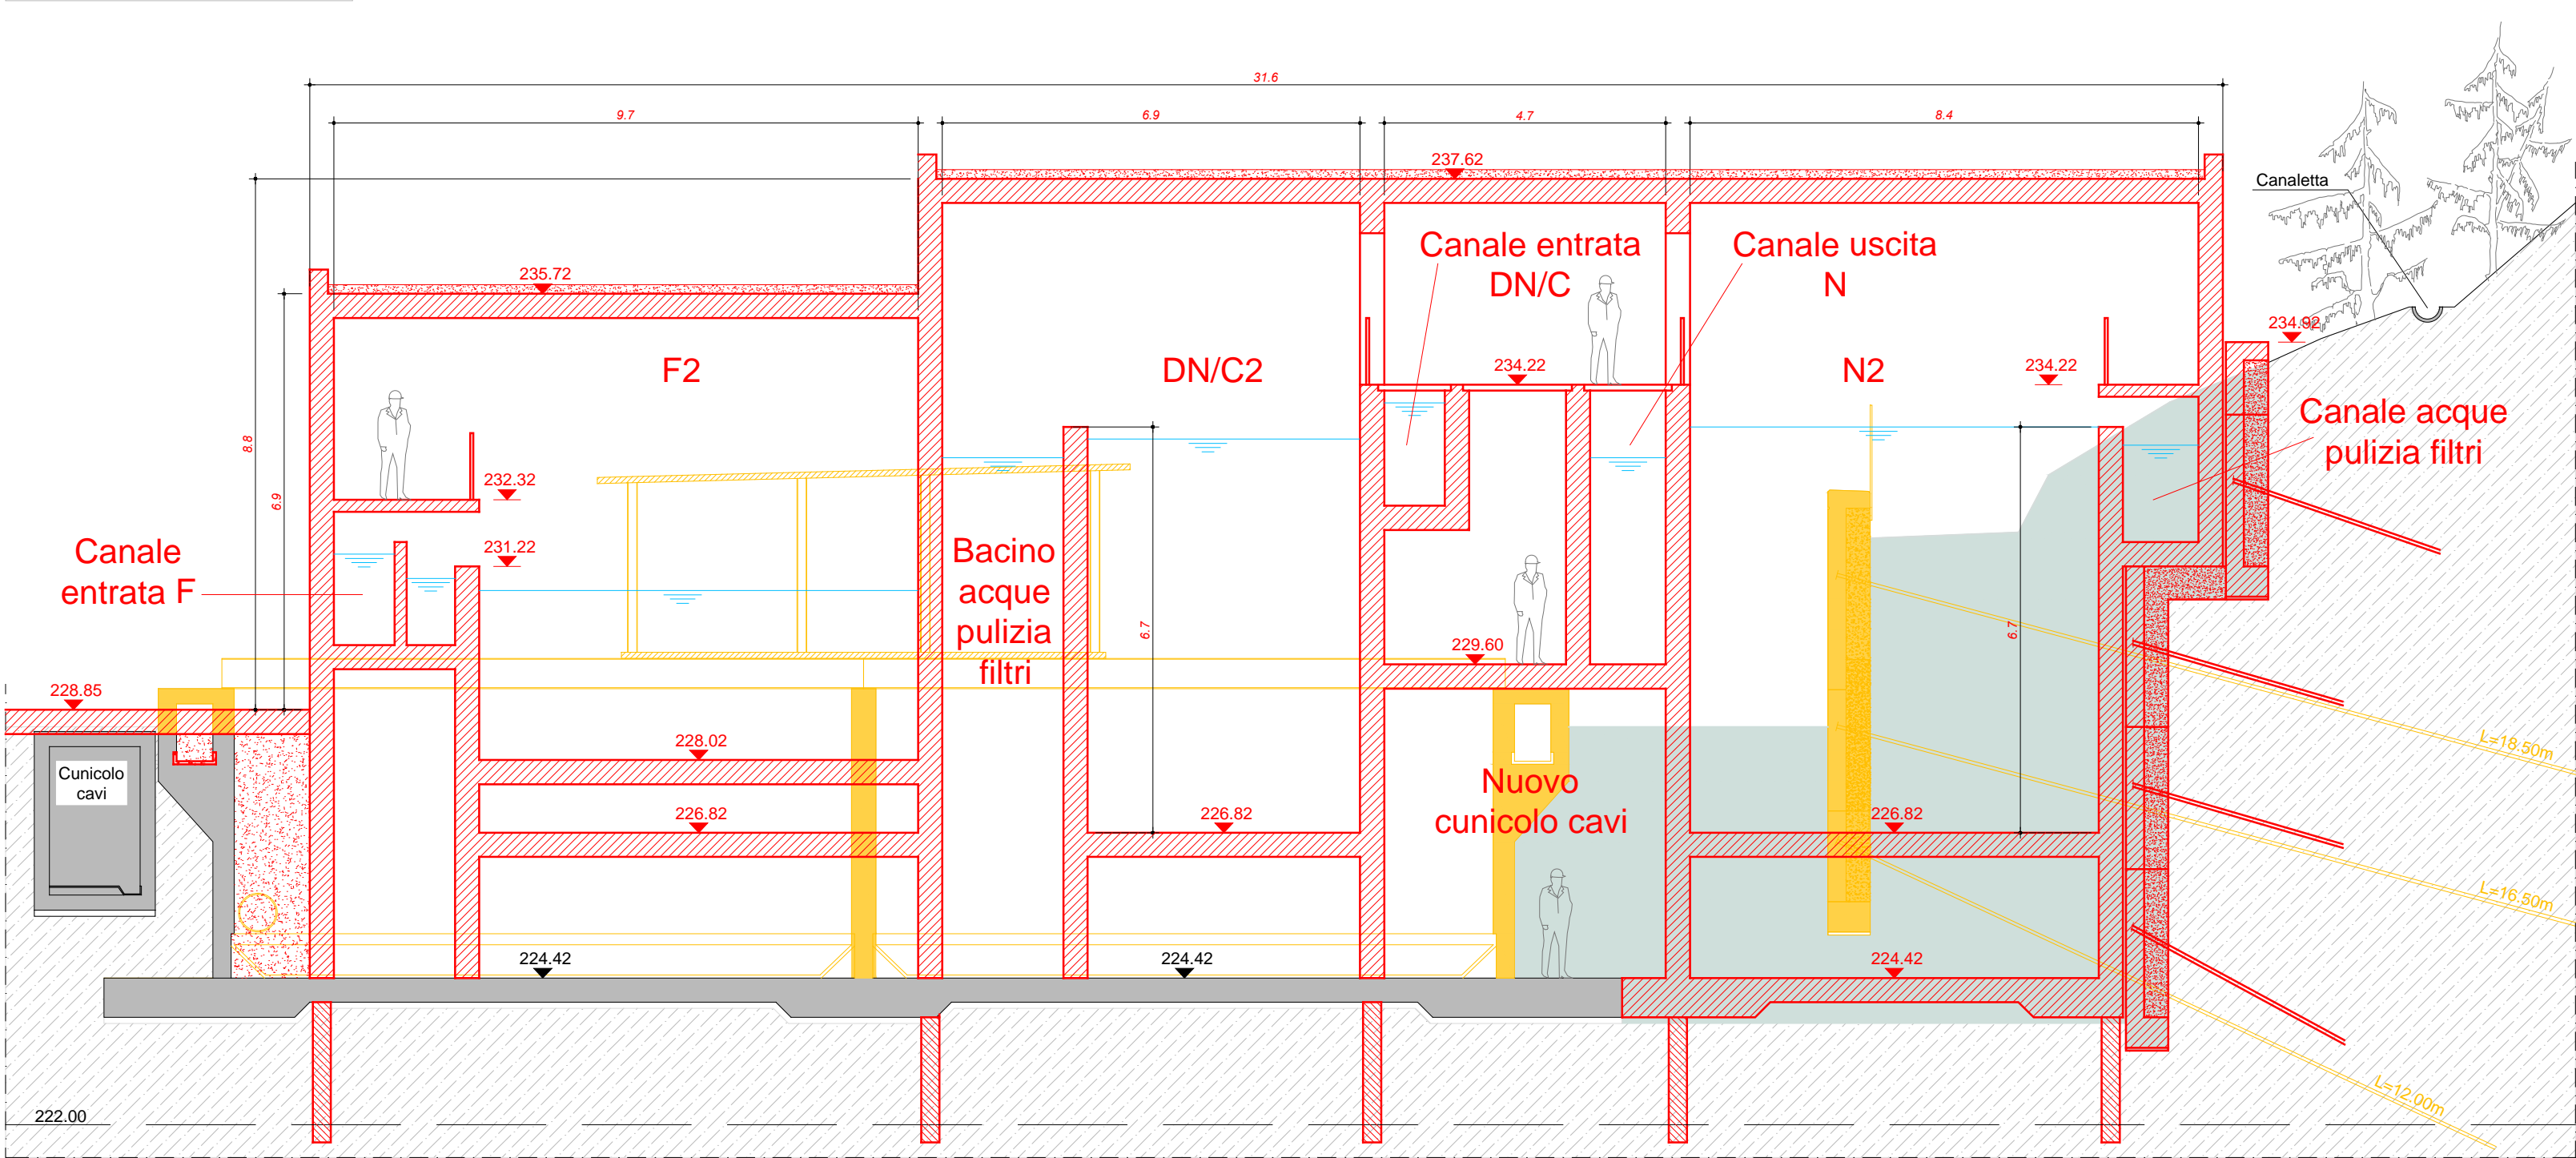 31.6
9.7
6.9
4.7
8.4
237.62
Canaletta
Canale entrata
DN/C
Canale uscita
N
235.72
234.92
F2
DN/C2
234.22
N2
234.22
Canale acque
pulizia filtri
8.8
6.9
232.32
231.22
Canale
entrata F
Bacino
acque
pulizia
filtri
6.7
6.7
229.60
228.85
228.02
Cunicolo
cavi
Nuovo
cunicolo cavi
226.82
226.82
226.82
L=18.50m
L=16.50m
224.42
224.42
224.42
L=12.00m
222.00